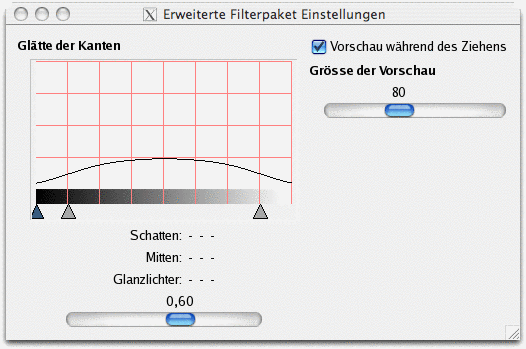 Erweiterte Filterpaket Einstellungen
Glätte der Kanten
Vorschau während des Ziehens
Grösse der Vorschau
80
Schatten: - - -
Mitten: - - -
Glanzlichter: - - -
0,60